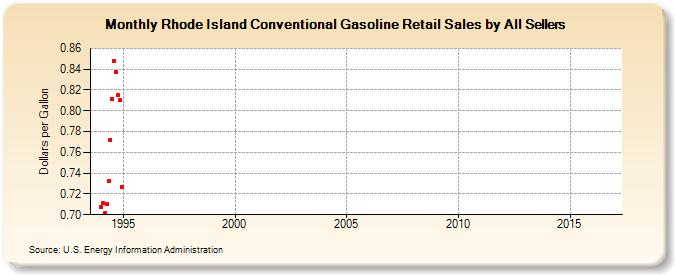 Monthly Rhode Island Conventional Gasoline Retail Sales by All Sellers
Dollars per Gallon
0.86
0.84
0.82
0.80
0.78
0.76
0.74
0.72
0.70
1995 2000 2005 2010 2015
Source: U.S. Energy Information Administration